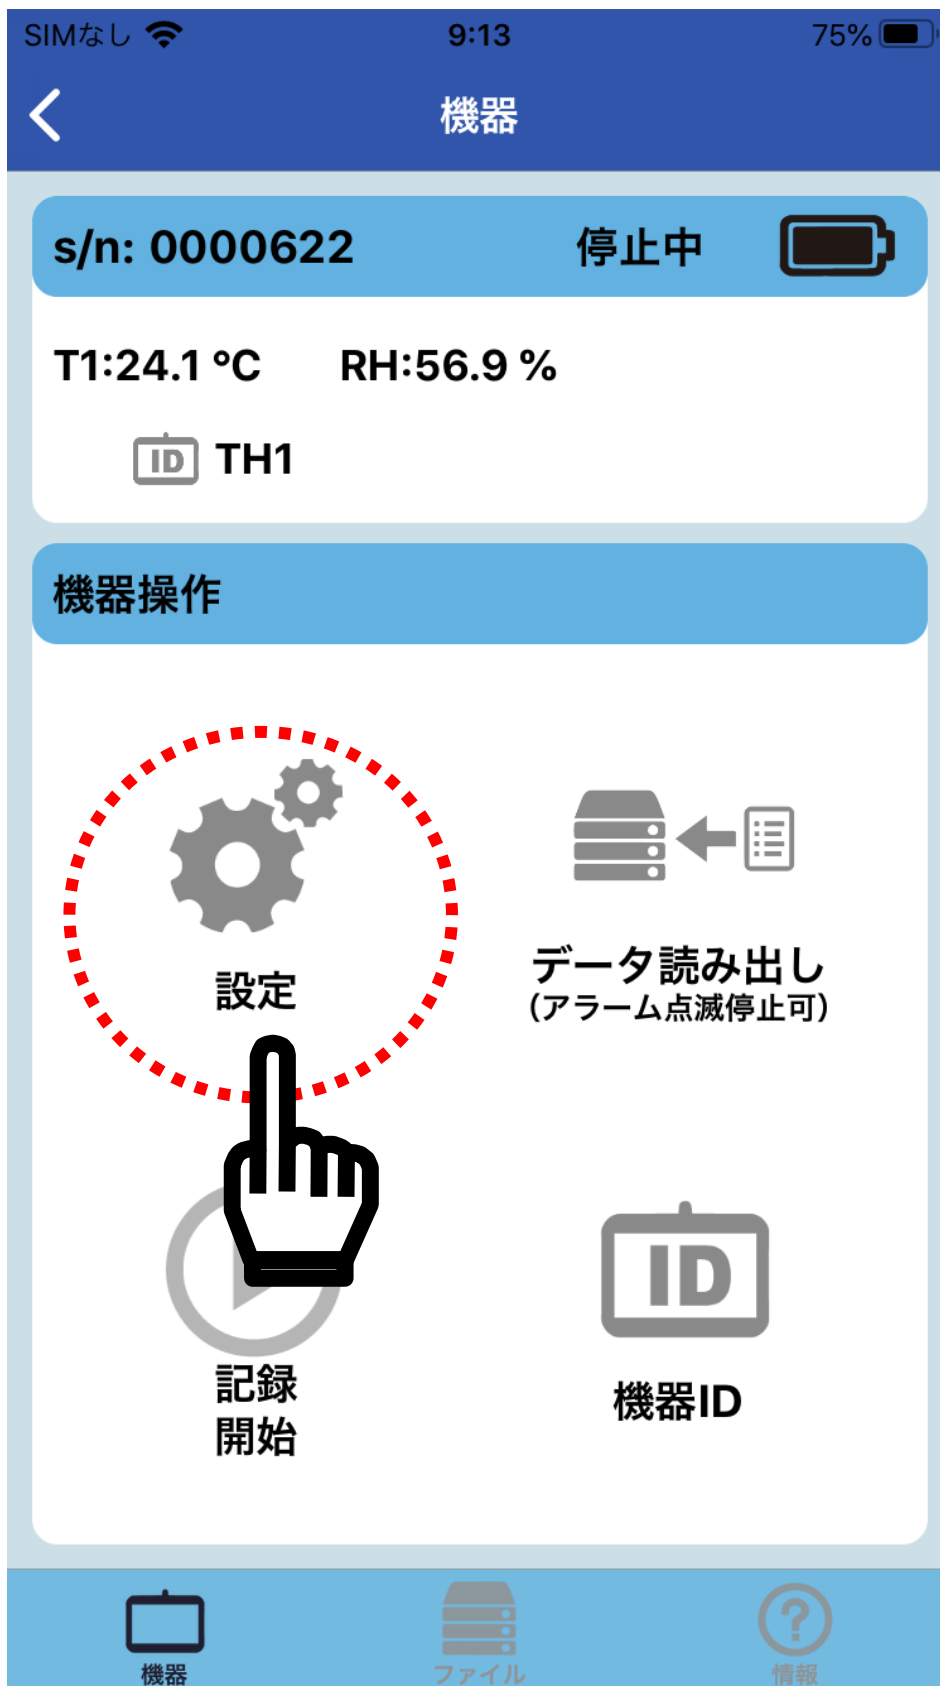 SIMなし 9:13 75%
機器
s/n: 0000622 停止中
T1:24.1 °C RH:56.9 %
ID TH1
機器操作
設定
データ読み出し
(アラーム点滅停止可)
記録
開始
ID
機器ID
機器 ファイル 情報